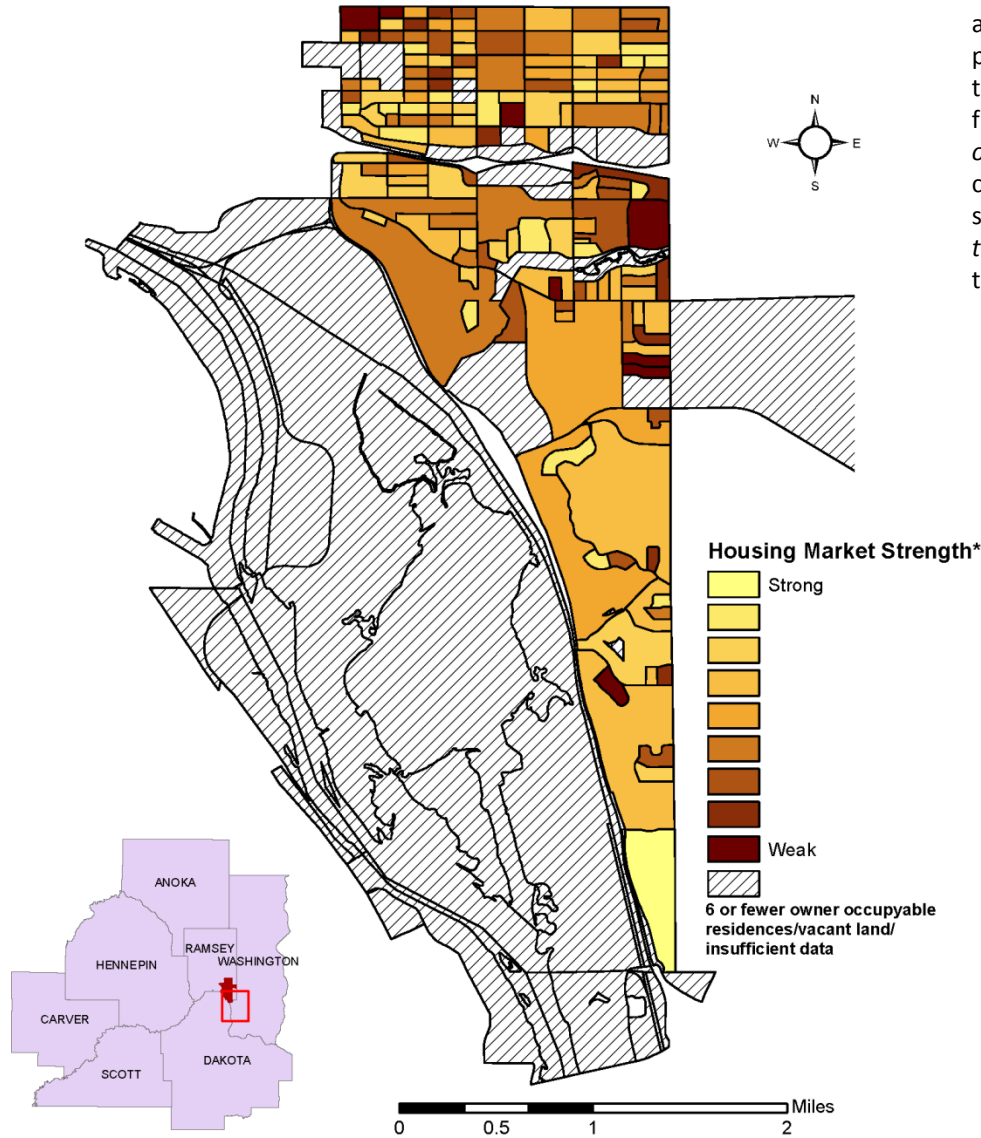 a
p
t
f
o
c
s
t
t
N
W
E
S
Housing Market Strength*
Strong
Weak
6 or fewer owner occupyable
residences/vacant land/
insufficient data
ANOKA
RAMSEY
WASHINGTON
HENNEPIN
CARVER
SCOTT
DAKOTA
Miles
0 0.5 1 2